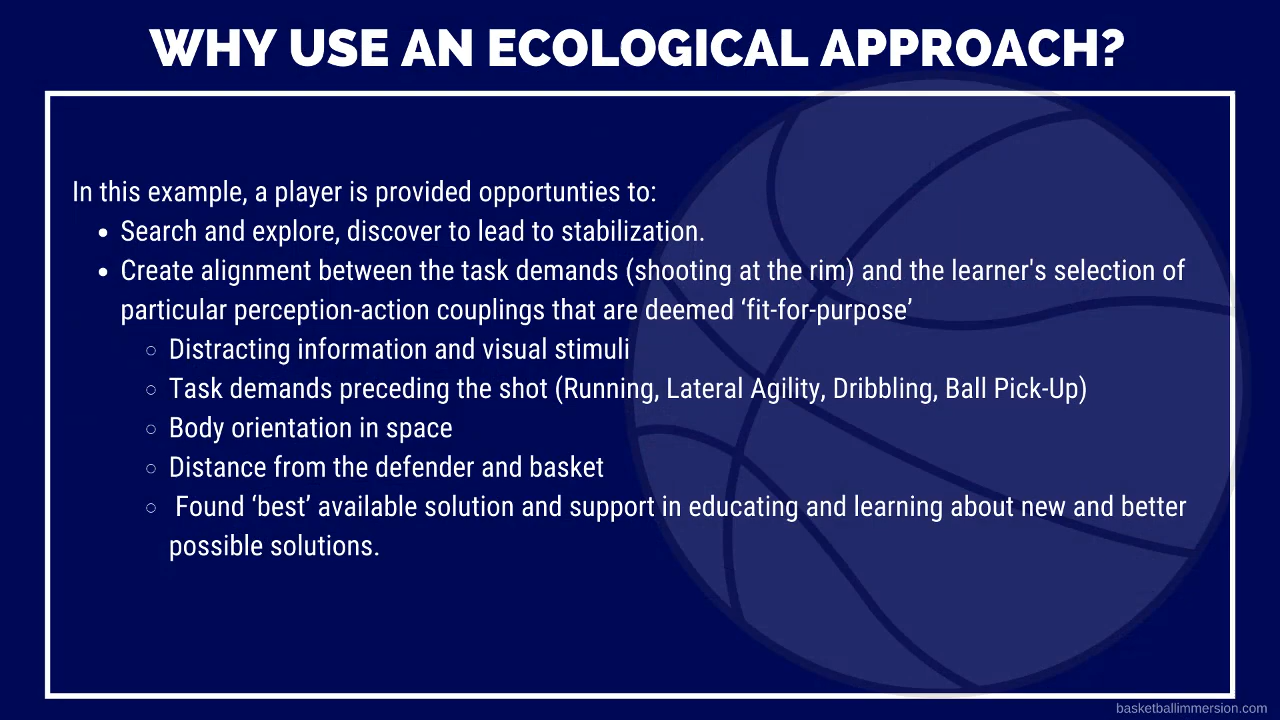 WHY USE AN ECOLOGICAL APPROACH?
In this example, a player is provided opportunties to:
• Search and explore, discover to lead to stabilization.
• Create alignment between the task demands (shooting at the rim) and the learner's selection of
particular perception-action couplings that are deemed ‘fit-for-purpose’
○ Distracting information and visual stimuli
○ Task demands preceding the shot (Running, Lateral Agility, Dribbling, Ball Pick-Up)
○ Body orientation in space
○ Distance from the defender and basket
○ Found ‘best’ available solution and support in educating and learning about new and better
possible solutions.
basketballimmersion.com